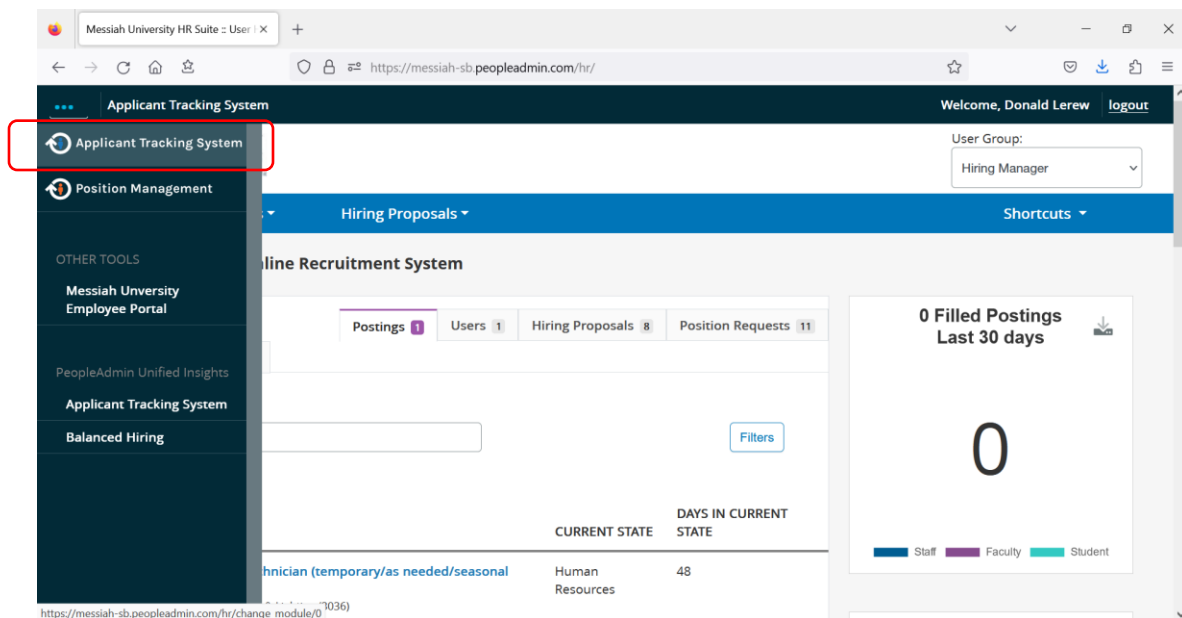 Messiah University HR Suite :: User
https://messiah-sb.peopleadmin.com/hr/
Applicant Tracking System
Welcome, Donald Lerew logout
Applicant Tracking System
User Group:
Hiring Manager
Position Management
Hiring Proposals
Shortcuts
OTHER TOOLS
line Recruitment System
Messiah Unversity
Employee Portal
Postings 1
Users 1
Hiring Proposals 8
Position Requests 11
0 Filled Postings
Last 30 days
PeopleAdmin Unified Insights
Applicant Tracking System
Balanced Hiring
Filters
0
CURRENT STATE
DAYS IN CURRENT
STATE
Staff Faculty Student
hnician (temporary/as needed/seasonal
Human
Resources
48
3036)
https://messiah-sb.peopleadmin.com/hr/change_module/0